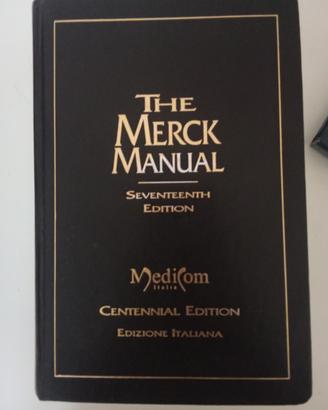 THE
MERCK
MANUAL
SEVENTEENTH
EDITION
MediCom
Italia
CENTENNIAL EDITION
EDIZIONE ITALIANA